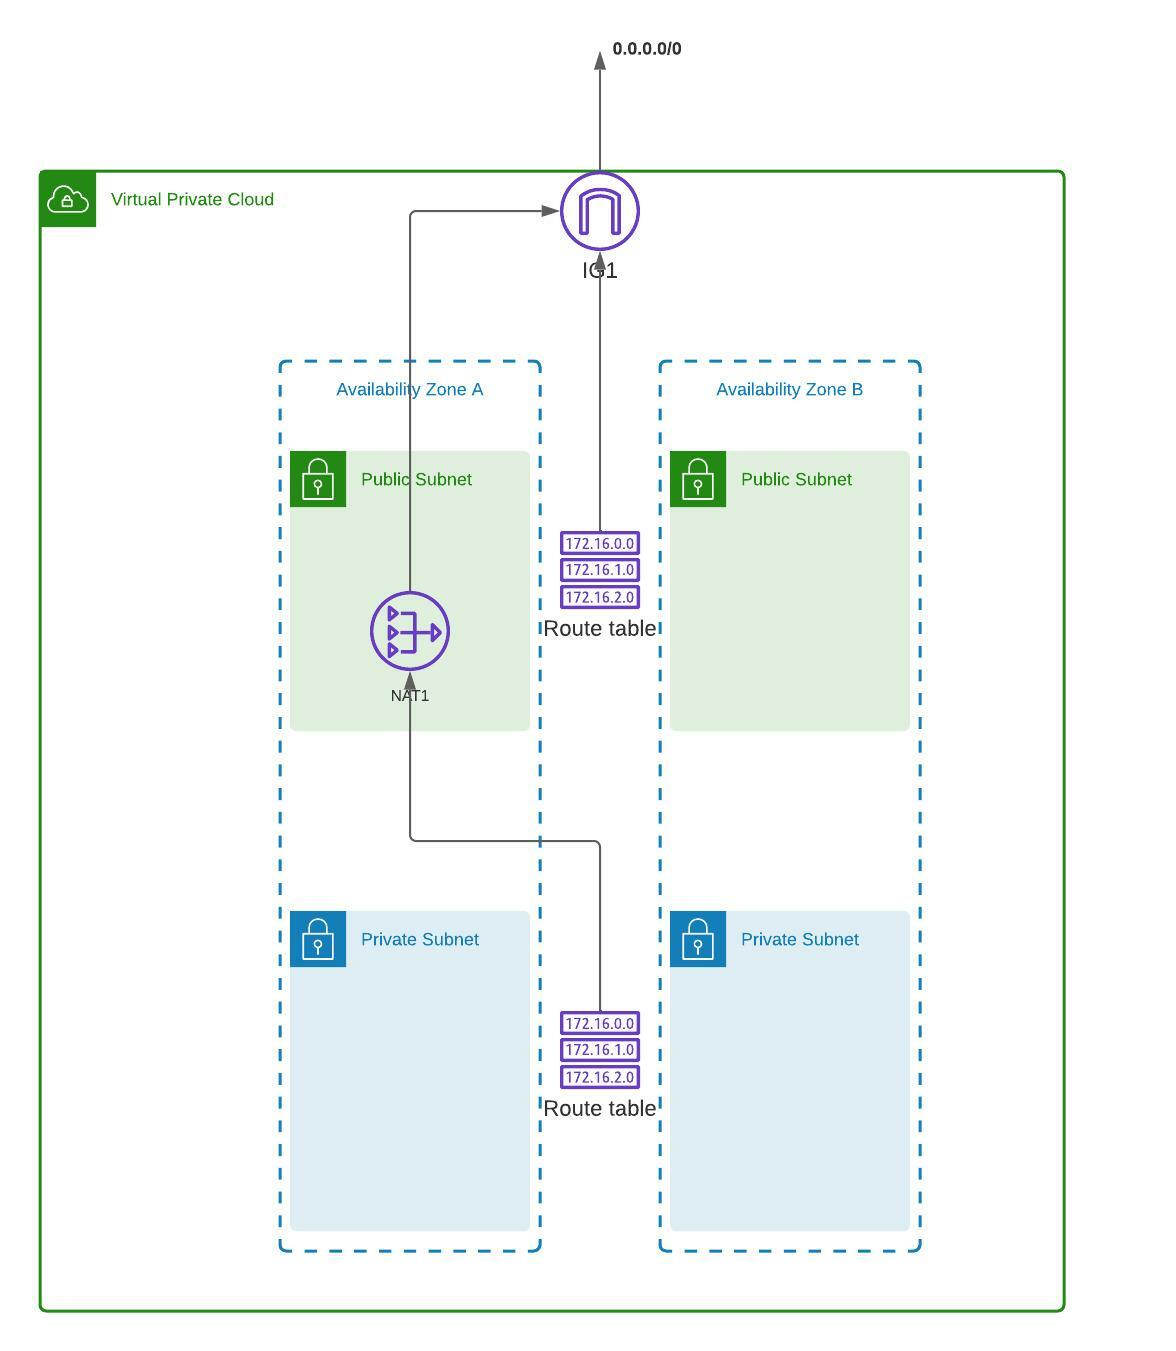 0.0.0.0/0
Virtual Private Cloud
IG1
Availability Zone A
Availability Zone B
Public Subnet
Public Subnet
172.16.0.0
172.16.1.0
172.16.2.0
Route table
NAT1
Private Subnet
Private Subnet
172.16.0.0
172.16.1.0
172.16.2.0
Route table